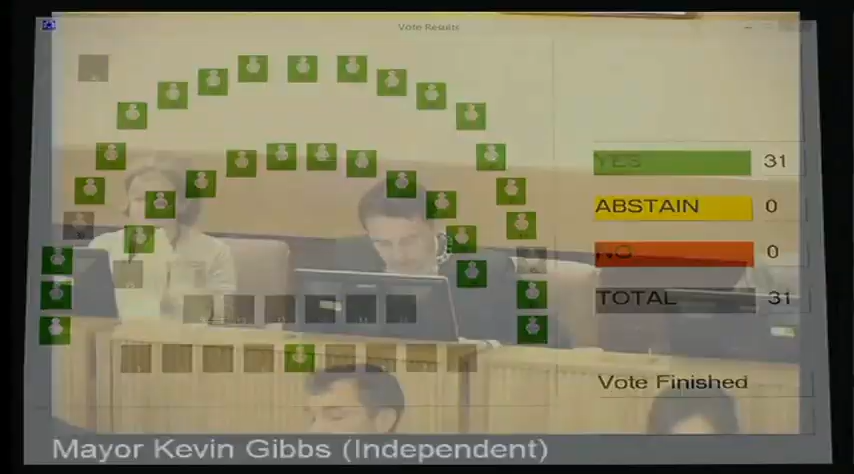 Vote Results
YES 31
ABSTAIN 0
NO 0
TOTAL 31
Vote Finished
Mayor Kevin Gibbs (Independent)